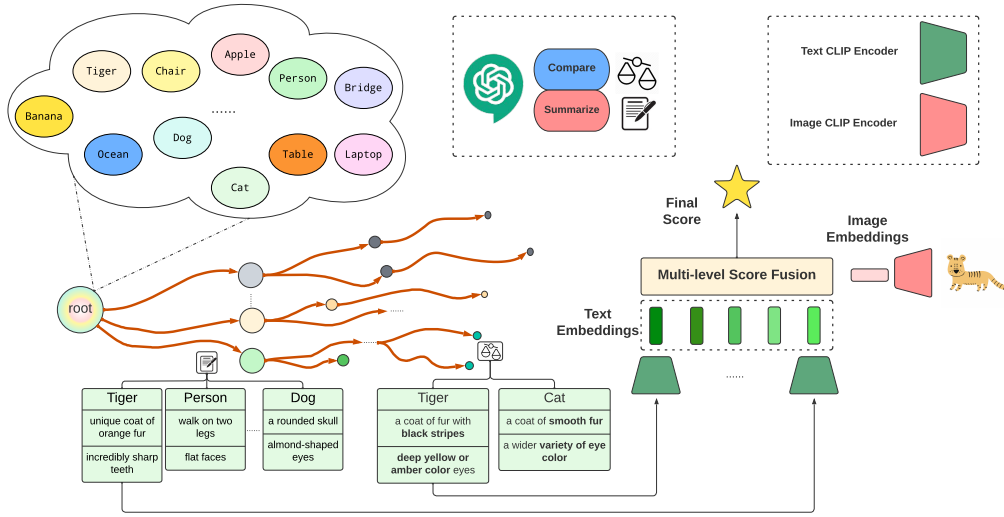 Apple
Tiger
Chair
Person
Bridge
Banana
......
Dog
Ocean
Table
Laptop
Cat
Compare
Summarize
Text CLIP Encoder
Image CLIP Encoder
Final
Score
Image
Embeddings
Multi-level Score Fusion
root
Text
Embeddings
......
......
......
......
......
Tiger
unique coat of
orange fur
incredibly sharp
teeth
Person
walk on two
legs
flat faces
......
Dog
a rounded skull
almond-shaped
eyes
Tiger
a coat of fur with
black stripes
deep yellow or
amber color eyes
Cat
a coat of smooth fur
a wider variety of eye
color